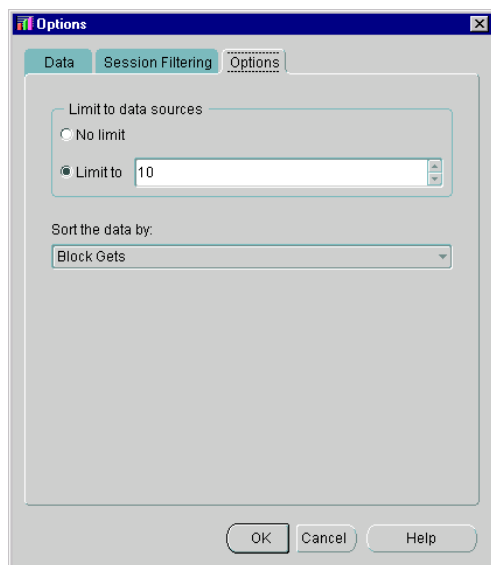 Options
Data Session Filtering Options
Limit to data sources
No limit
Limit to 10
Sort the data by:
Block Gets
OK Cancel Help